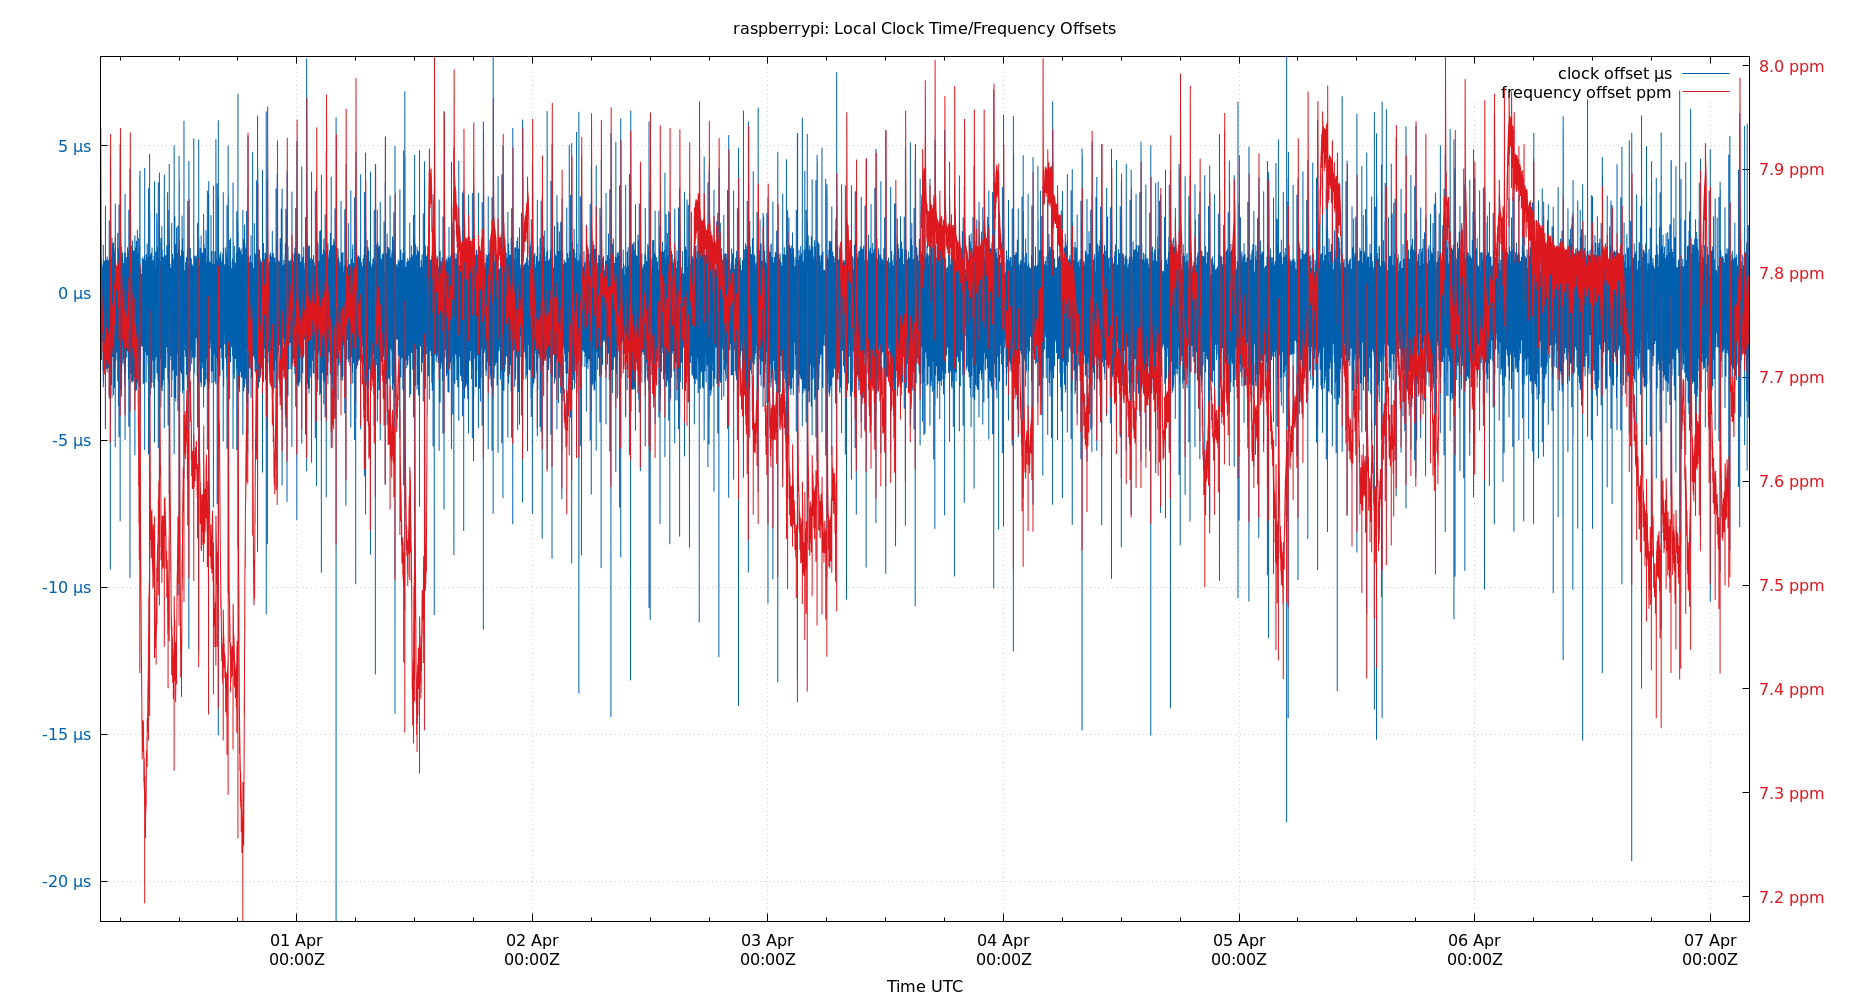 raspberrypi: Local Clock Time/Frequency Offsets
clock offset µs
frequency offset ppm
5 µs
0 µs
-5 µs
-10 µs
-15 µs
-20 µs
8.0 ppm
7.9 ppm
7.8 ppm
7.7 ppm
7.6 ppm
7.5 ppm
7.4 ppm
7.3 ppm
7.2 ppm
01 Apr
00:00Z
02 Apr
00:00Z
03 Apr
00:00Z
04 Apr
00:00Z
05 Apr
00:00Z
06 Apr
00:00Z
07 Apr
00:00Z
Time UTC